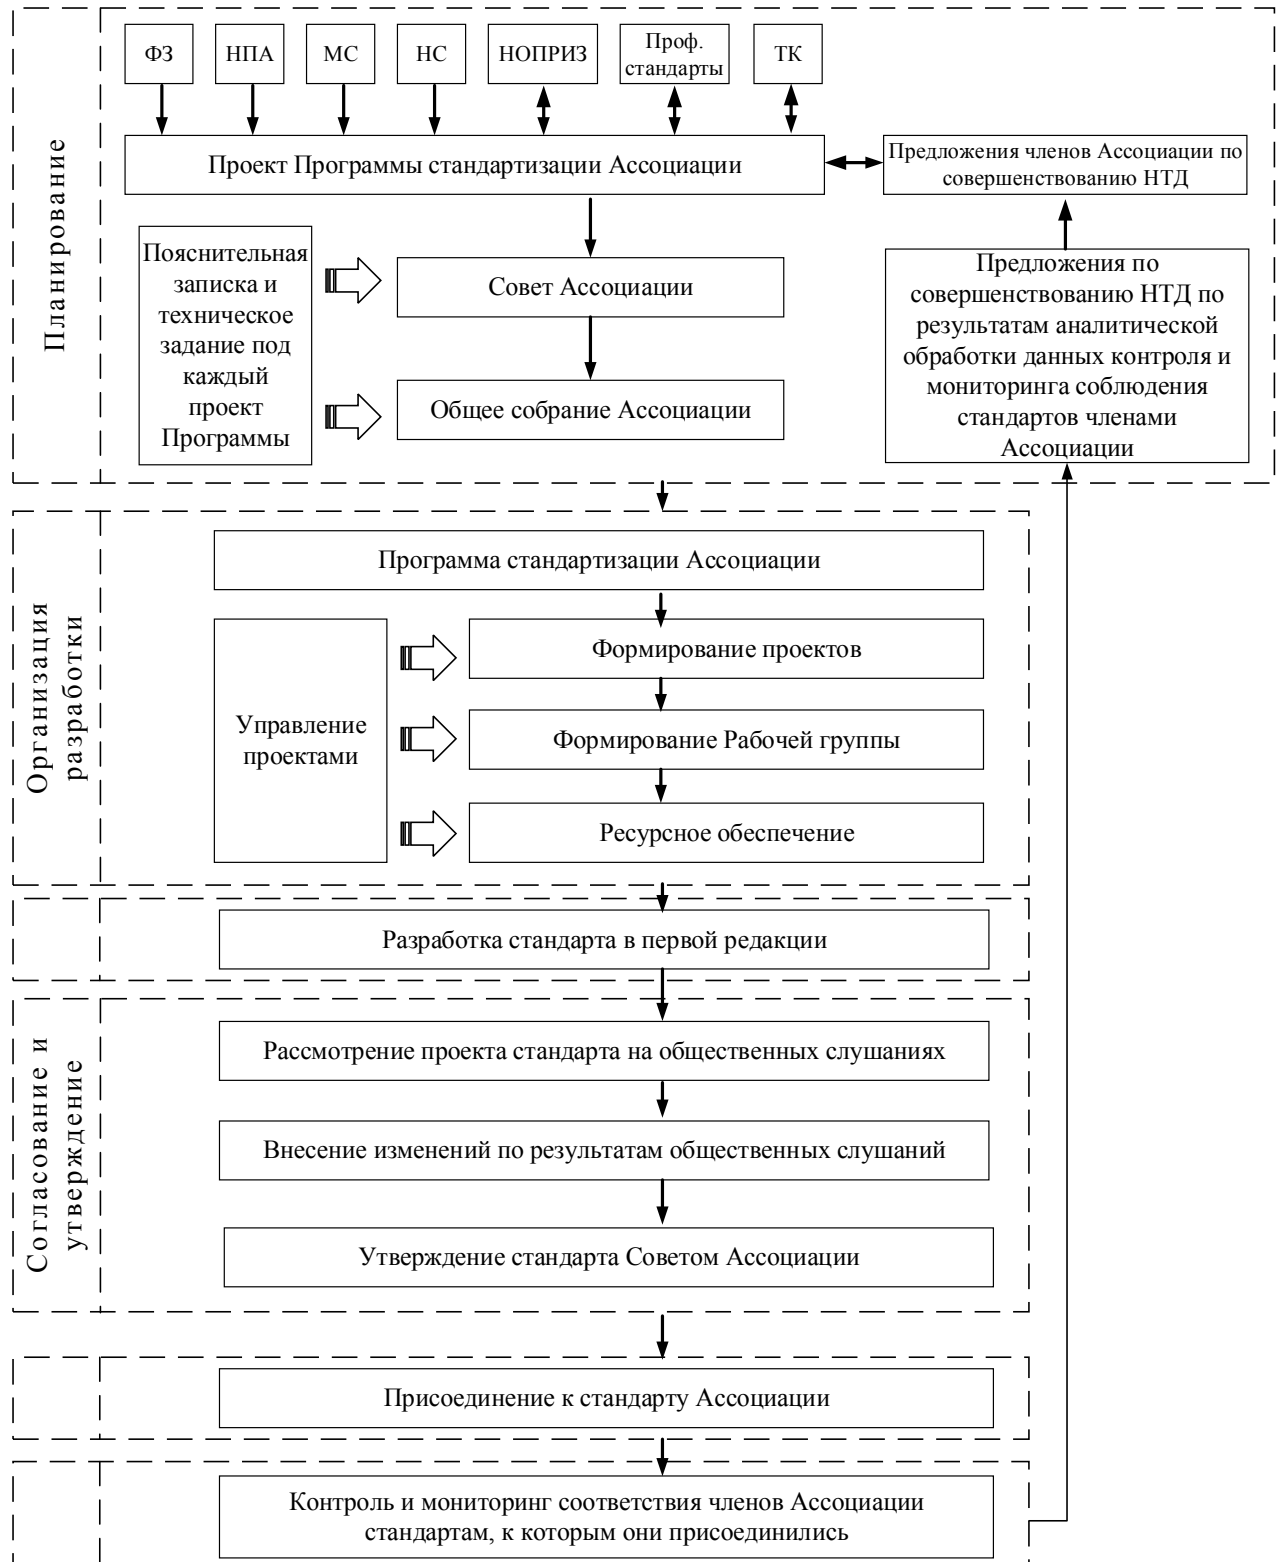 ФЗ
НПА
МС
НС
НОПРИЗ
Проф.
стандарты
ТК
Планирование
Проект Программы стандартизации Ассоциации
Предложения членов Ассоциации по
совершенствованию НТД
Пояснительная
записка и
техническое
задание под
каждый
проект
Программы
Совет Ассоциации
Общее собрание Ассоциации
Предложения по
совершенствованию НТД по
результатам аналитической
обработки данных контроля и
мониторинга соблюдения
стандартов членами
Ассоциации
Организация
разработки
Программа стандартизации Ассоциации
Управление
проектами
Формирование проектов
Формирование Рабочей группы
Ресурсное обеспечение
Разработка стандарта в первой редакции
Согласование и
утверждение
Рассмотрение проекта стандарта на общественных слушаниях
Внесение изменений по результатам общественных слушаний
Утверждение стандарта Советом Ассоциации
Присоединение к стандарту Ассоциации
Контроль и мониторинг соответствия членов Ассоциации
стандартам, к которым они присоединились